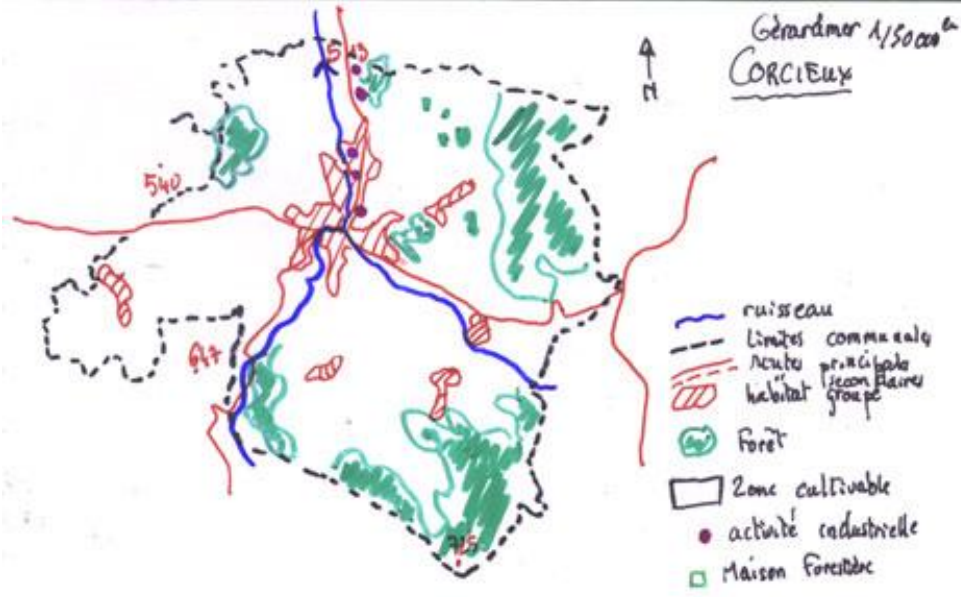 Gérardmer 1/50 000e
CORCIEUX
N
543
540
647
715
ruisseau
limites communales
routes principales
secondaires
habitat groupé
Forêt
Zone cultivable
activité industrielle
Maison Forestière